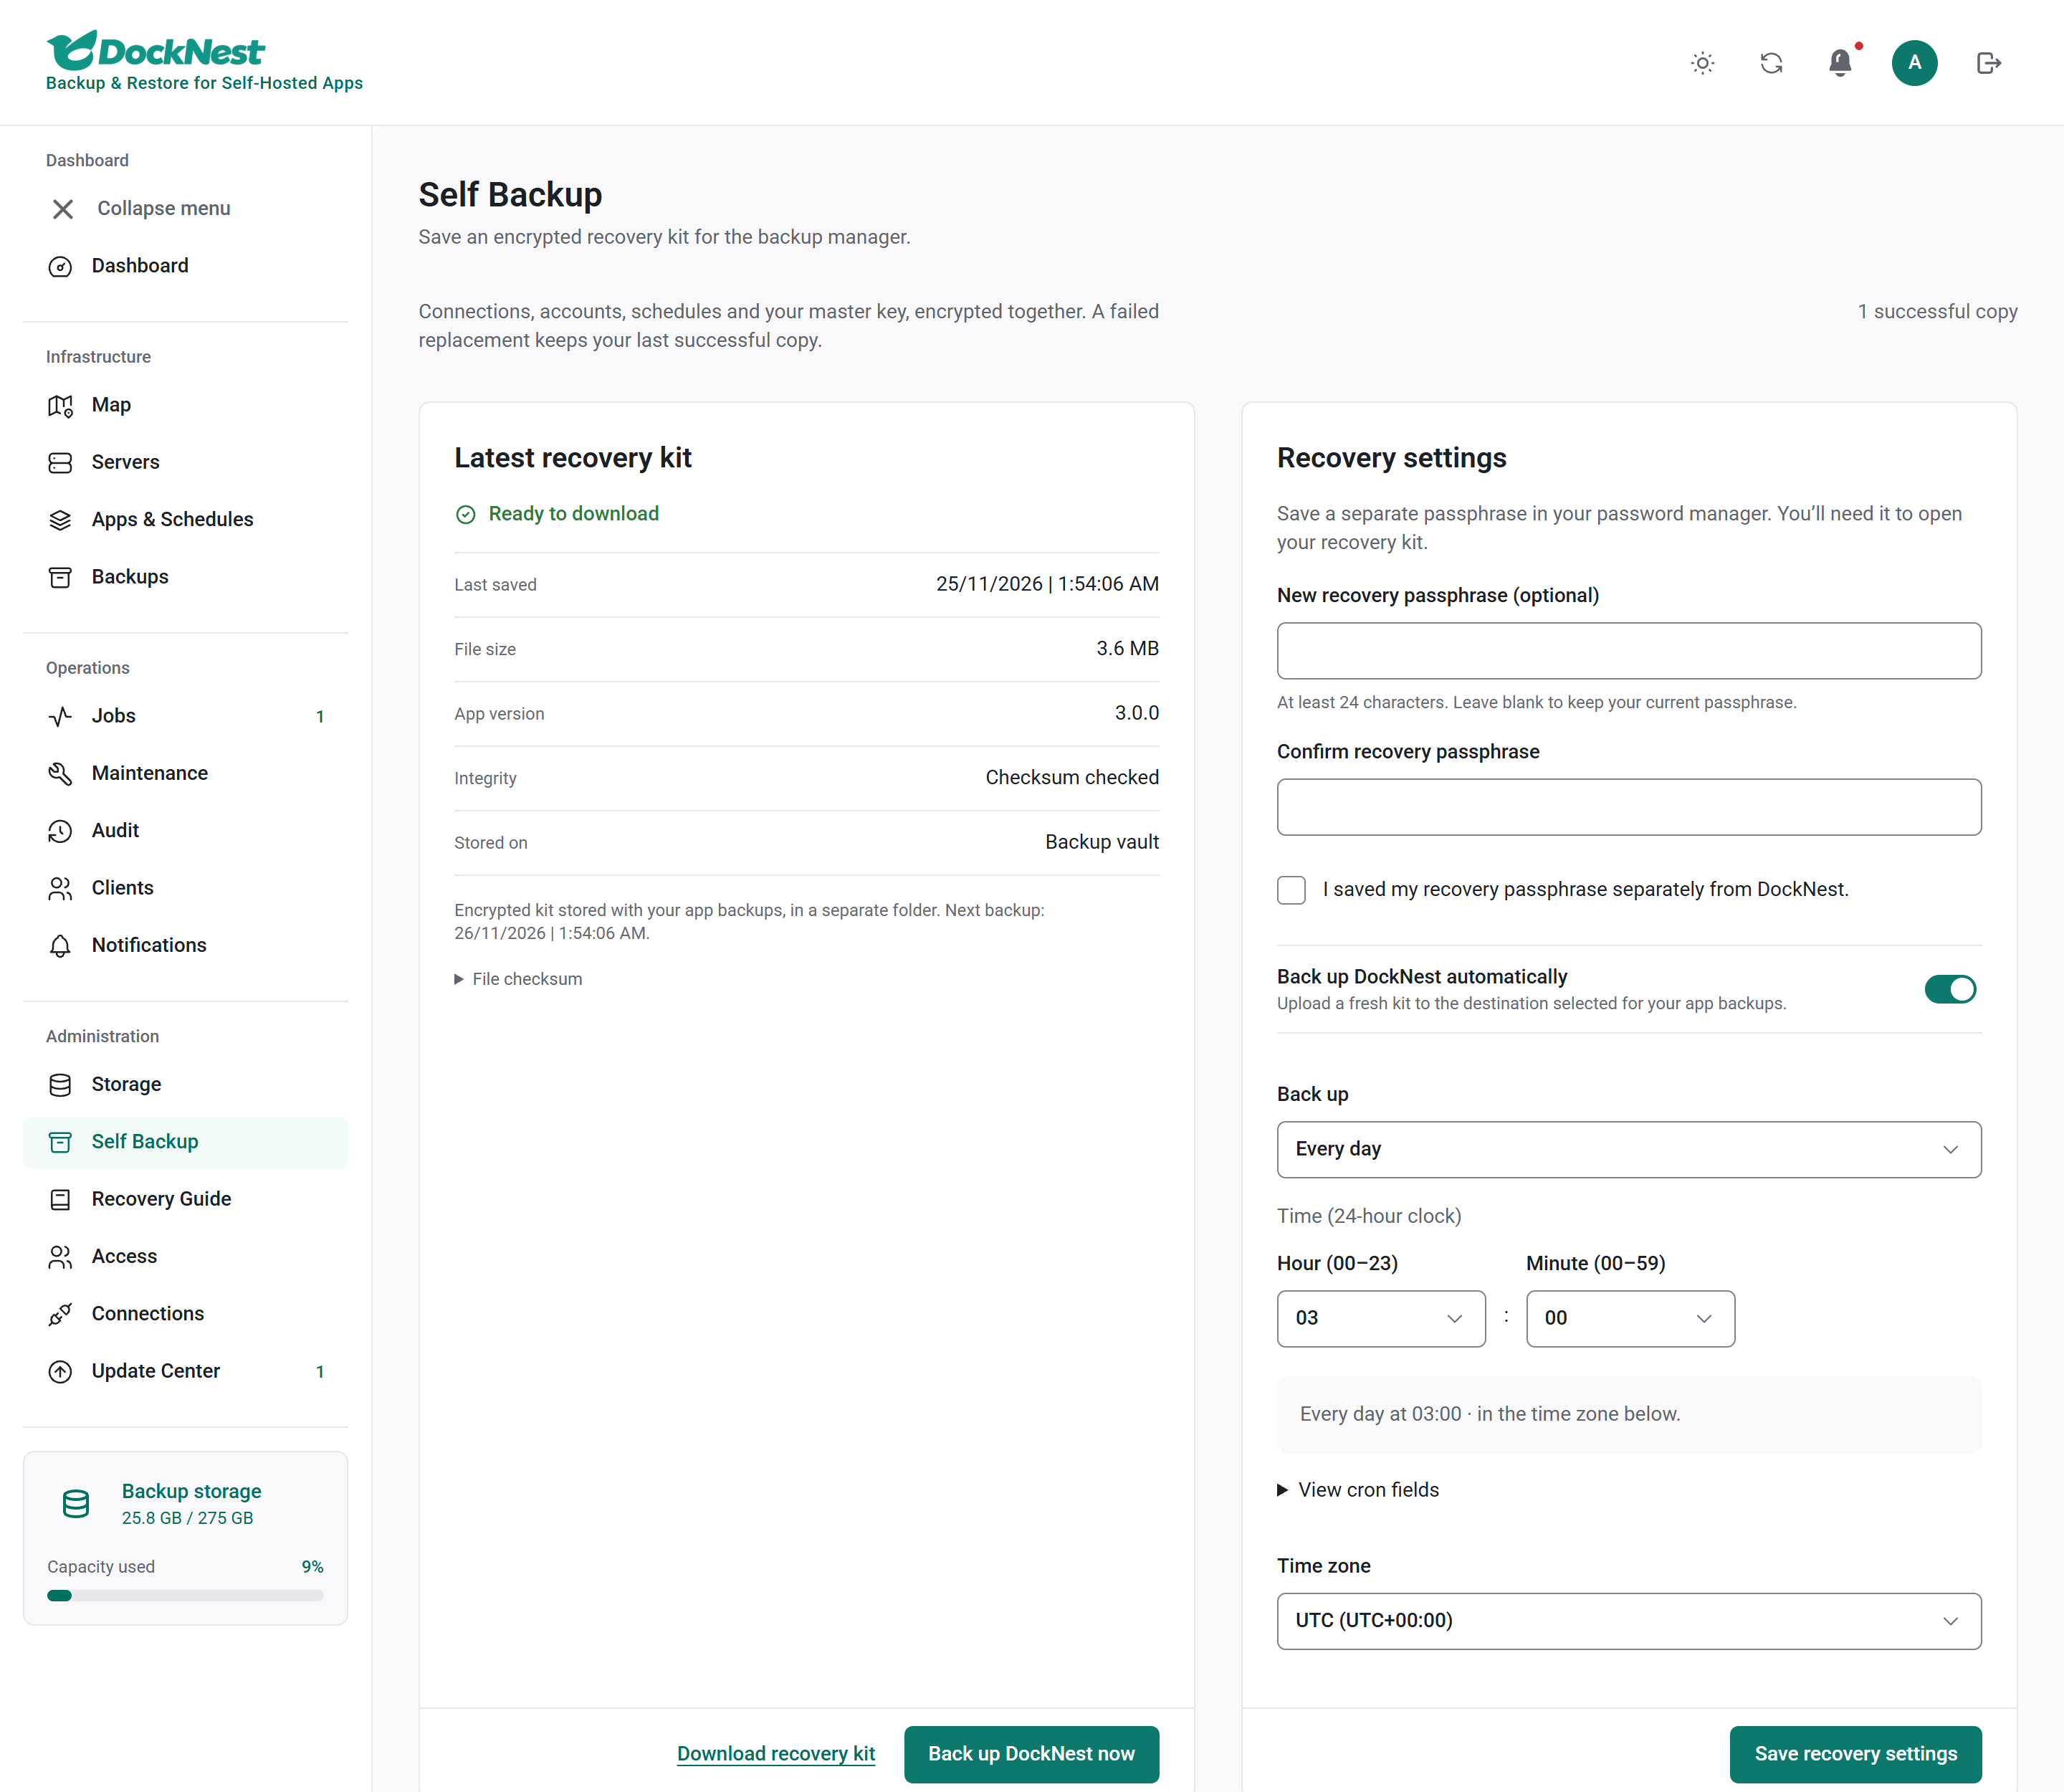 DockNest
Backup & Restore for Self-Hosted Apps
A
Dashboard
Collapse menu
Dashboard
Infrastructure
Map
Servers
Apps & Schedules
Backups
Operations
Jobs 1
Maintenance
Audit
Clients
Notifications
Administration
Storage
Self Backup
Recovery Guide
Access
Connections
Update Center 1
Backup storage
25.8 GB / 275 GB
Capacity used 9%
Self Backup
Save an encrypted recovery kit for the backup manager.
Connections, accounts, schedules and your master key, encrypted together. A failed
replacement keeps your last successful copy.
1 successful copy
Latest recovery kit
Ready to download
Last saved 25/11/2026 | 1:54:06 AM
File size 3.6 MB
App version 3.0.0
Integrity Checksum checked
Stored on Backup vault
Encrypted kit stored with your app backups, in a separate folder. Next backup:
26/11/2026 | 1:54:06 AM.
File checksum
Download recovery kit
Back up DockNest now
Recovery settings
Save a separate passphrase in your password manager. You’ll need it to open
your recovery kit.
New recovery passphrase (optional)
At least 24 characters. Leave blank to keep your current passphrase.
Confirm recovery passphrase
I saved my recovery passphrase separately from DockNest.
Back up DockNest automatically
Upload a fresh kit to the destination selected for your app backups.
Back up
Every day
Time (24-hour clock)
Hour (00–23) Minute (00–59)
03 : 00
Every day at 03:00 · in the time zone below.
View cron fields
Time zone
UTC (UTC+00:00)
Save recovery settings